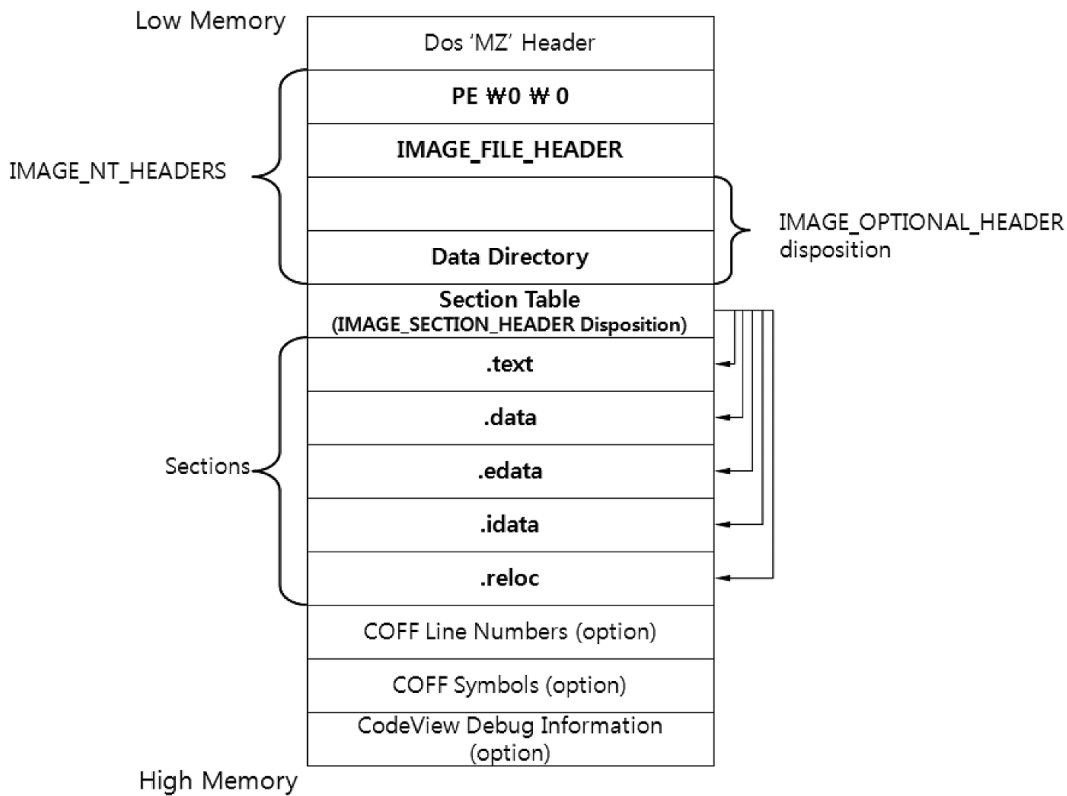 Low Memory
Dos ‘MZ’ Header
PE ₩0 ₩ 0
IMAGE_FILE_HEADER
IMAGE_NT_HEADERS
IMAGE_OPTIONAL_HEADER
disposition
Data Directory
Section Table
(IMAGE_SECTION_HEADER Disposition)
.text
.data
Sections
.edata
.idata
.reloc
COFF Line Numbers (option)
COFF Symbols (option)
CodeView Debug Information
(option)
High Memory